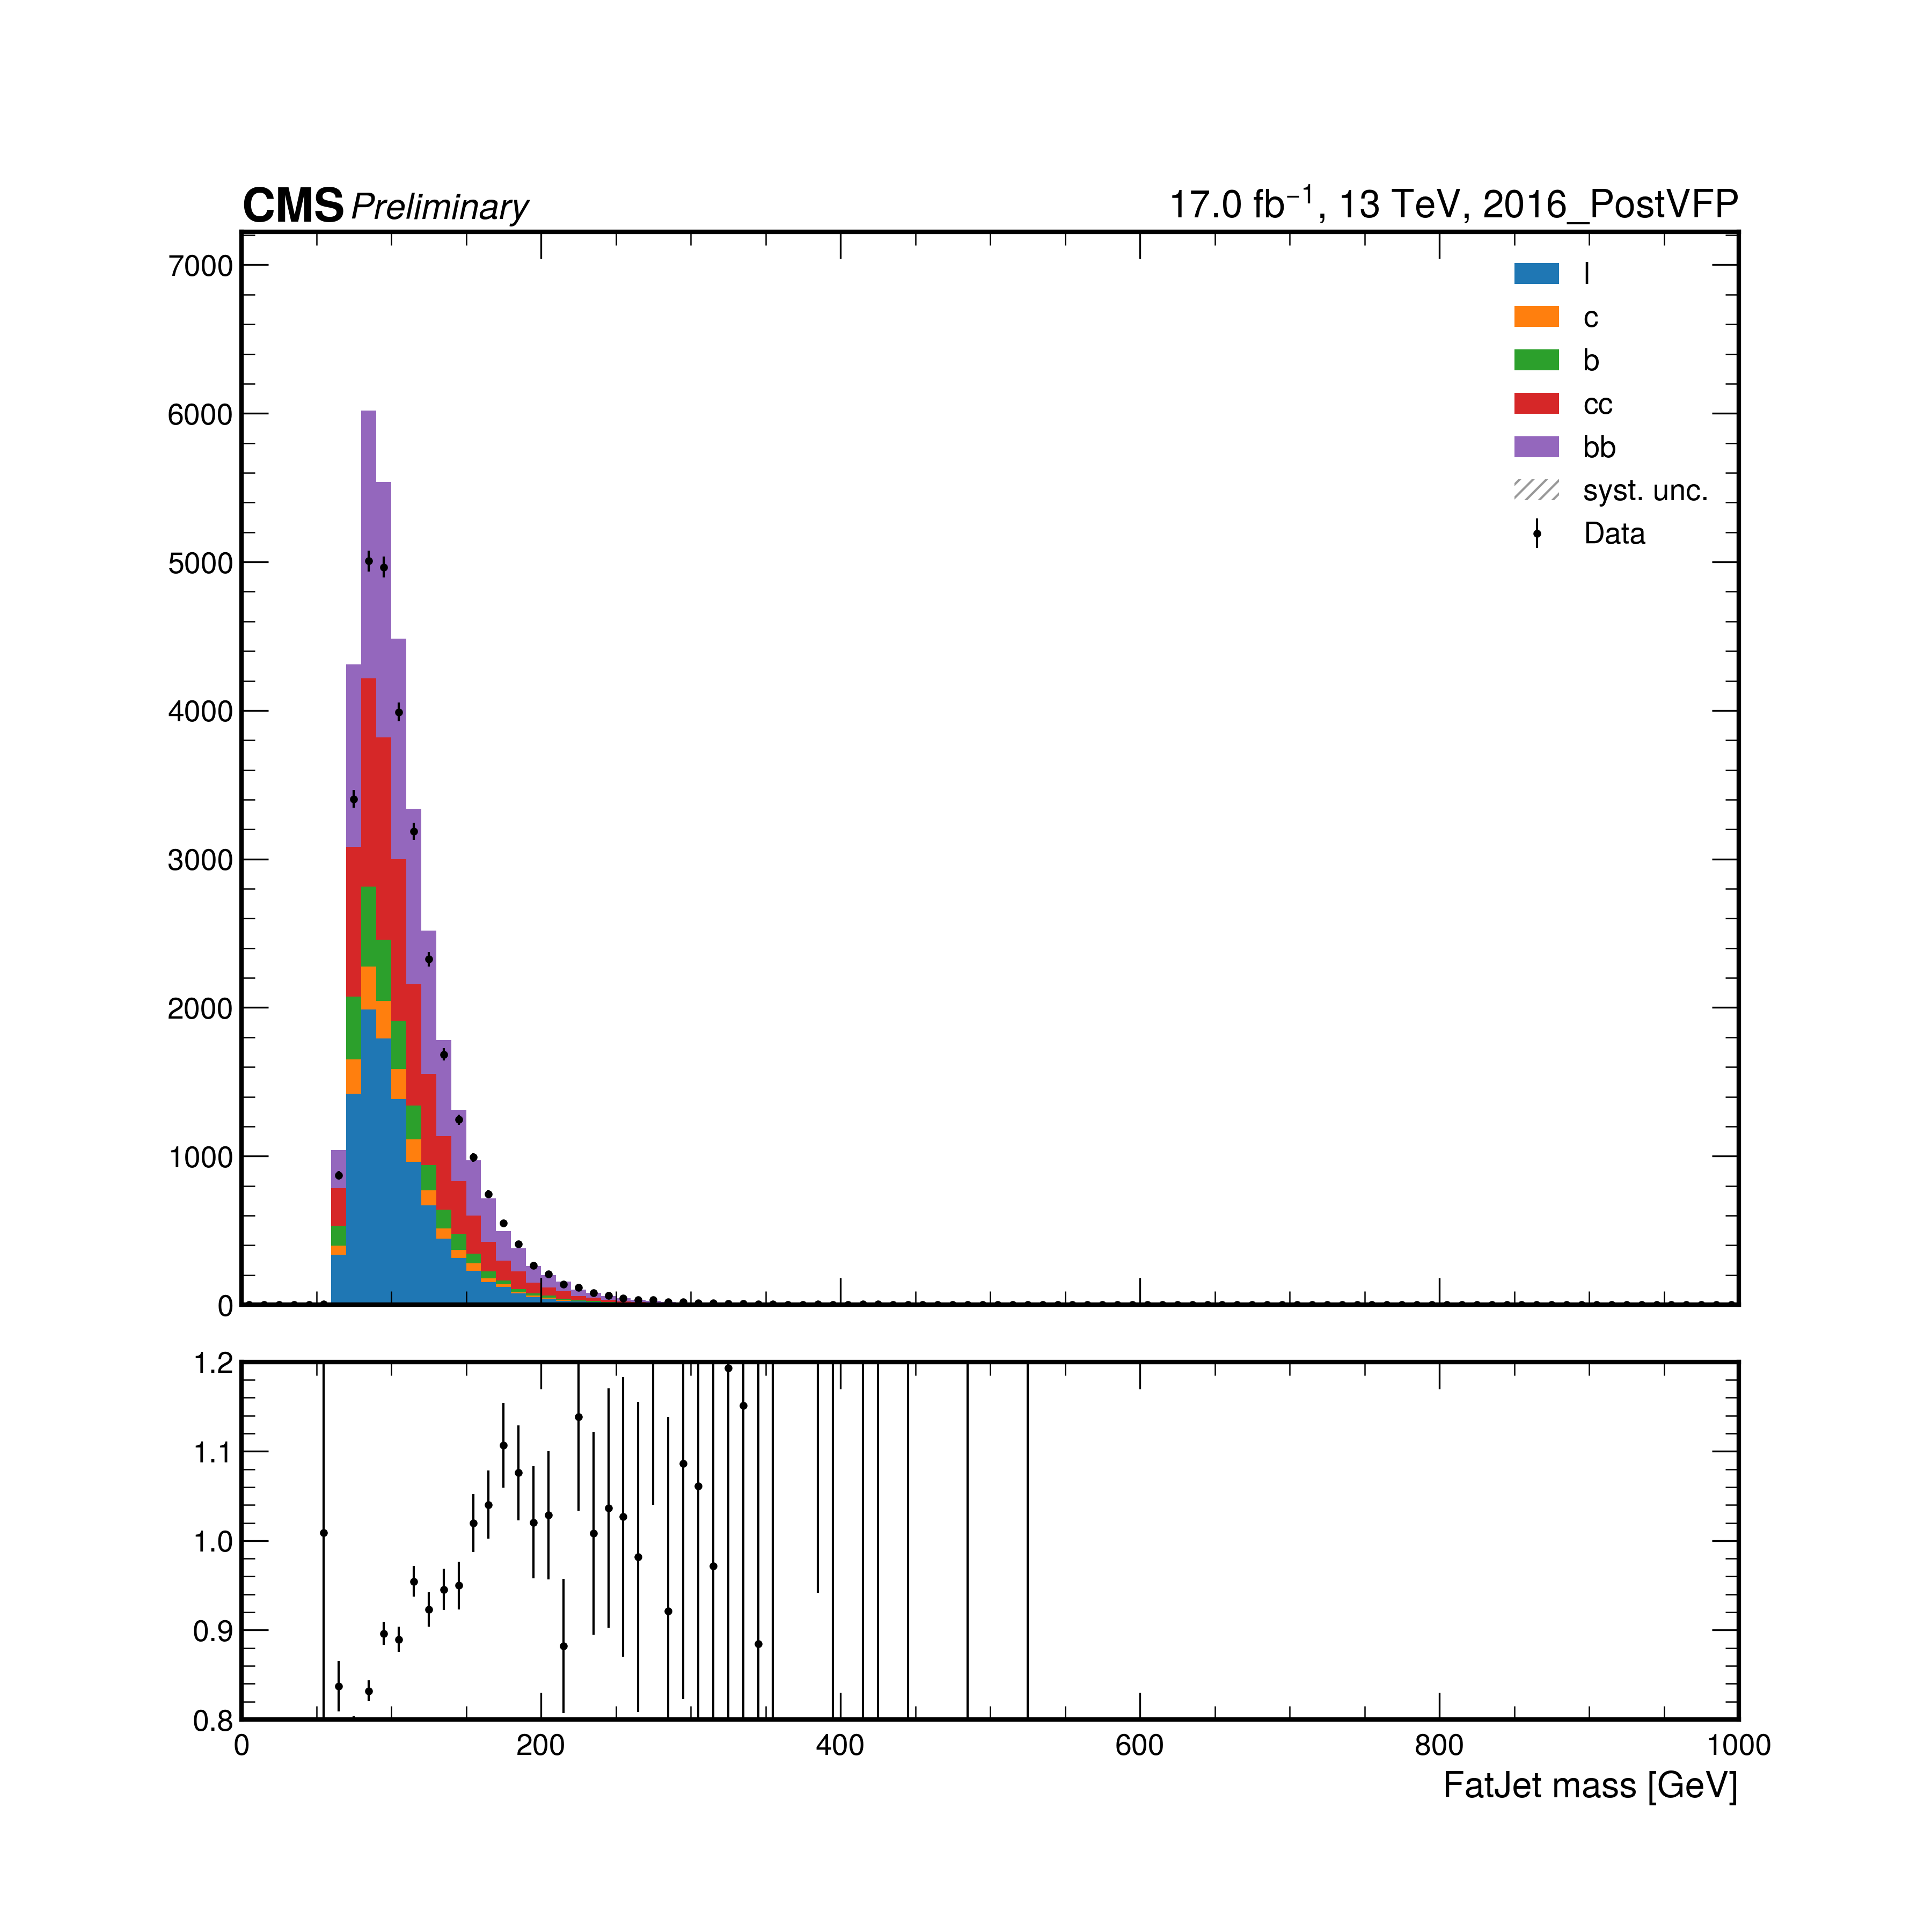 CMS Preliminary
17.0 fb⁻¹, 13 TeV, 2016_PostVFP
7000
6000
5000
4000
3000
2000
1000
0
l
c
b
cc
bb
syst. unc.
Data
1.2
1.1
1.0
0.9
0.8
0 200 400 600 800 1000
FatJet mass [GeV]